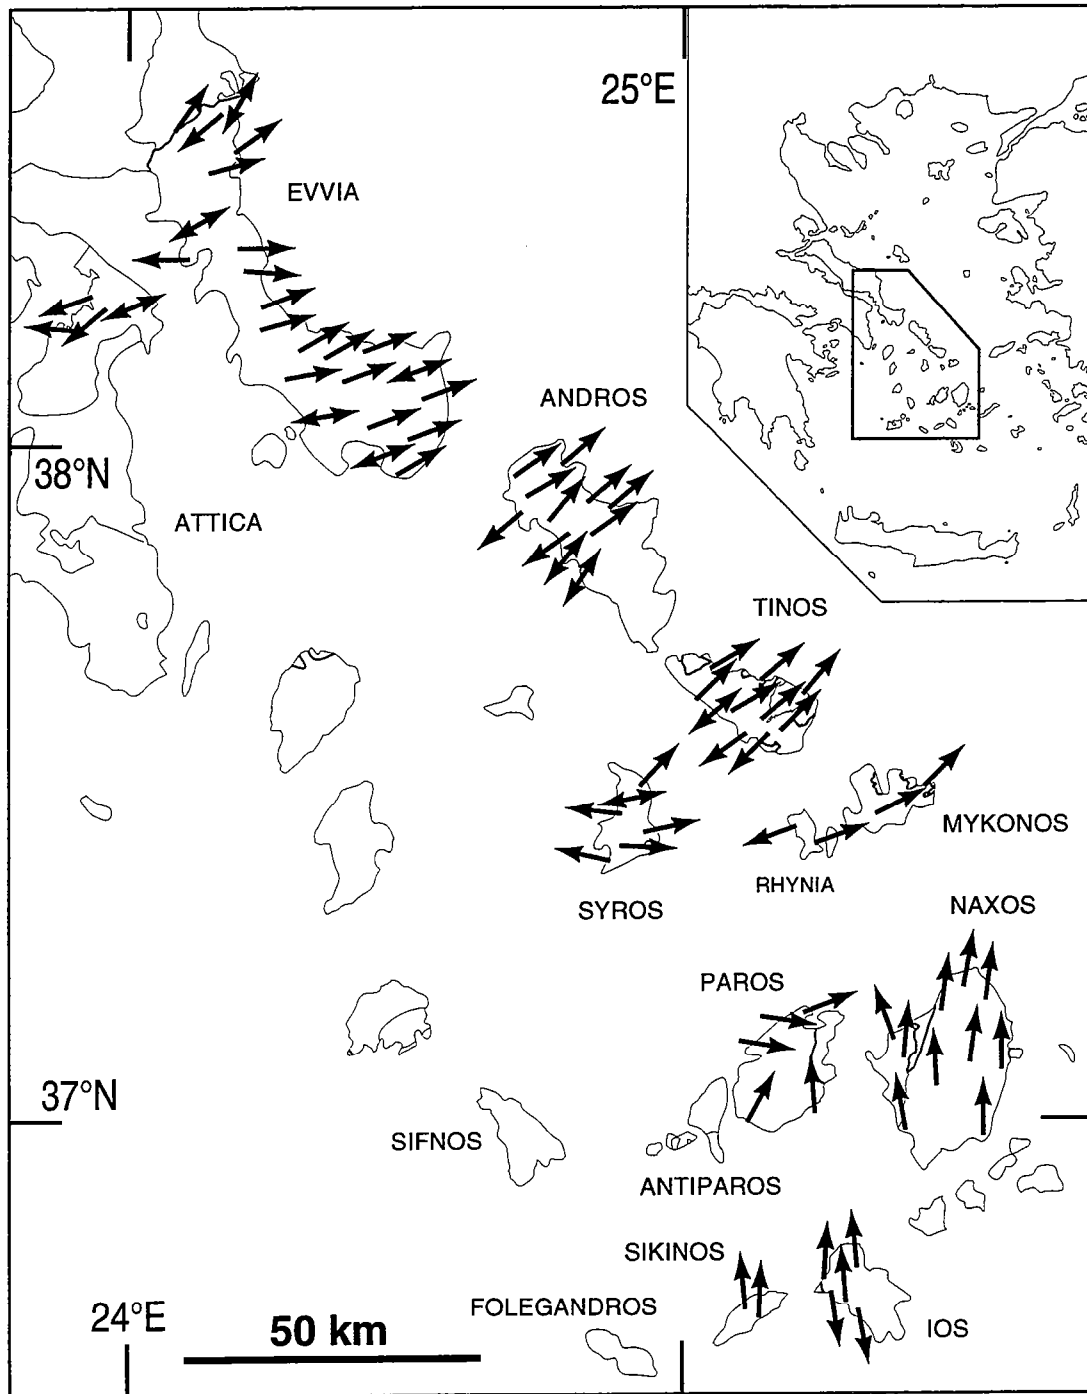 25°E
EVVIA
ANDROS
38°N
ATTICA
TINOS
MYKONOS
RHYNIA
SYROS
NAXOS
PAROS
37°N
SIFNOS
ANTIPAROS
SIKINOS
FOLEGANDROS
24°E
50 km
IOS